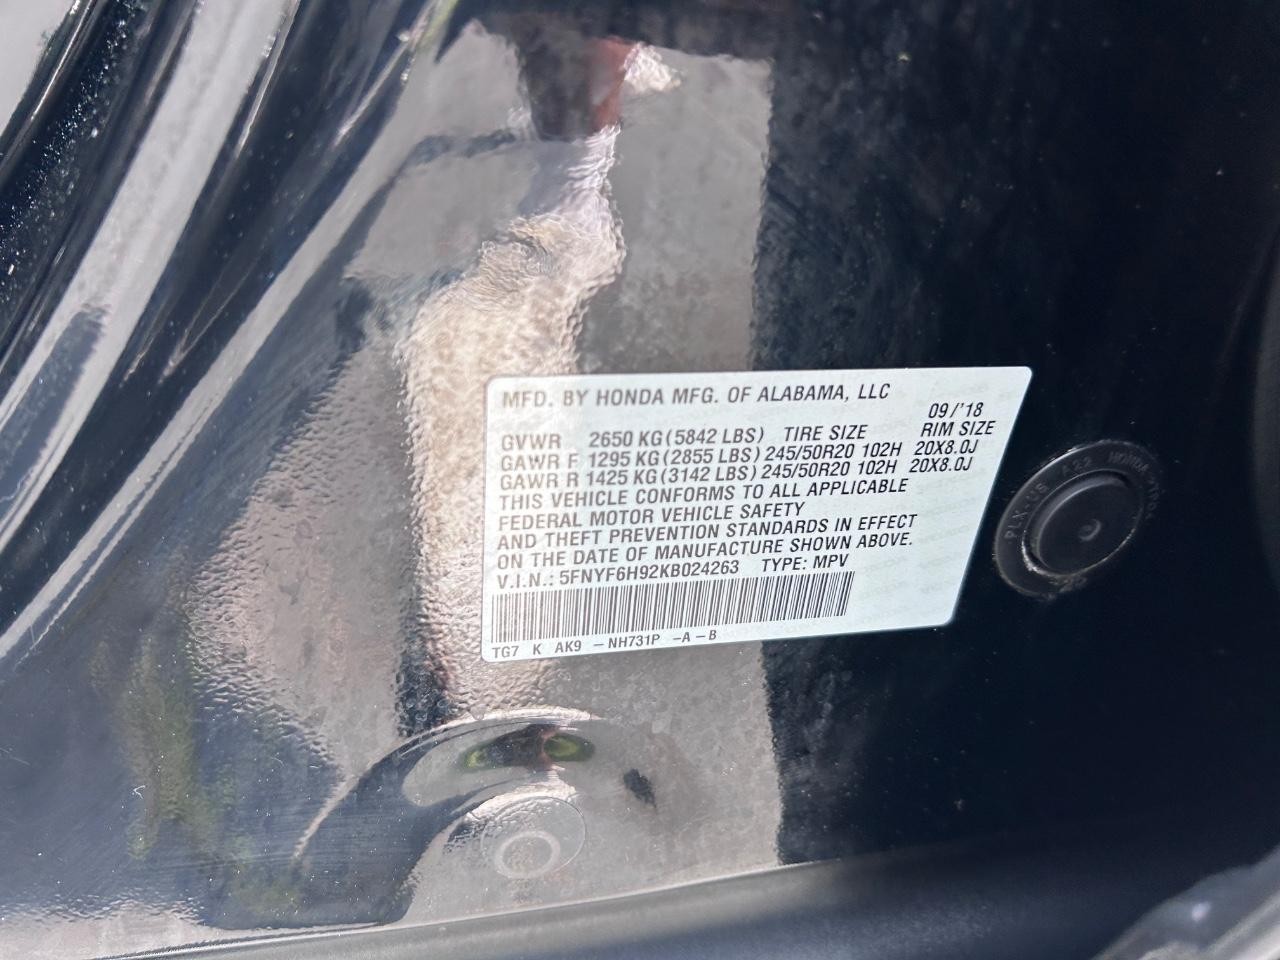 MFD. BY HONDA MFG. OF ALABAMA, LLC
09/'18
GVWR 2650 KG (5842 LBS) TIRE SIZE RIM SIZE
GAWR F 1295 KG (2855 LBS) 245/50R20 102H 20X8.0J
GAWR R 1425 KG (3142 LBS) 245/50R20 102H 20X8.0J
THIS VEHICLE CONFORMS TO ALL APPLICABLE
FEDERAL MOTOR VEHICLE SAFETY
AND THEFT PREVENTION STANDARDS IN EFFECT
ON THE DATE OF MANUFACTURE SHOWN ABOVE.
V.I.N.: 5FNYF6H92KB024263 TYPE: MPV
TG7 K AK9 –NH731P –A–B
A22 HONDA